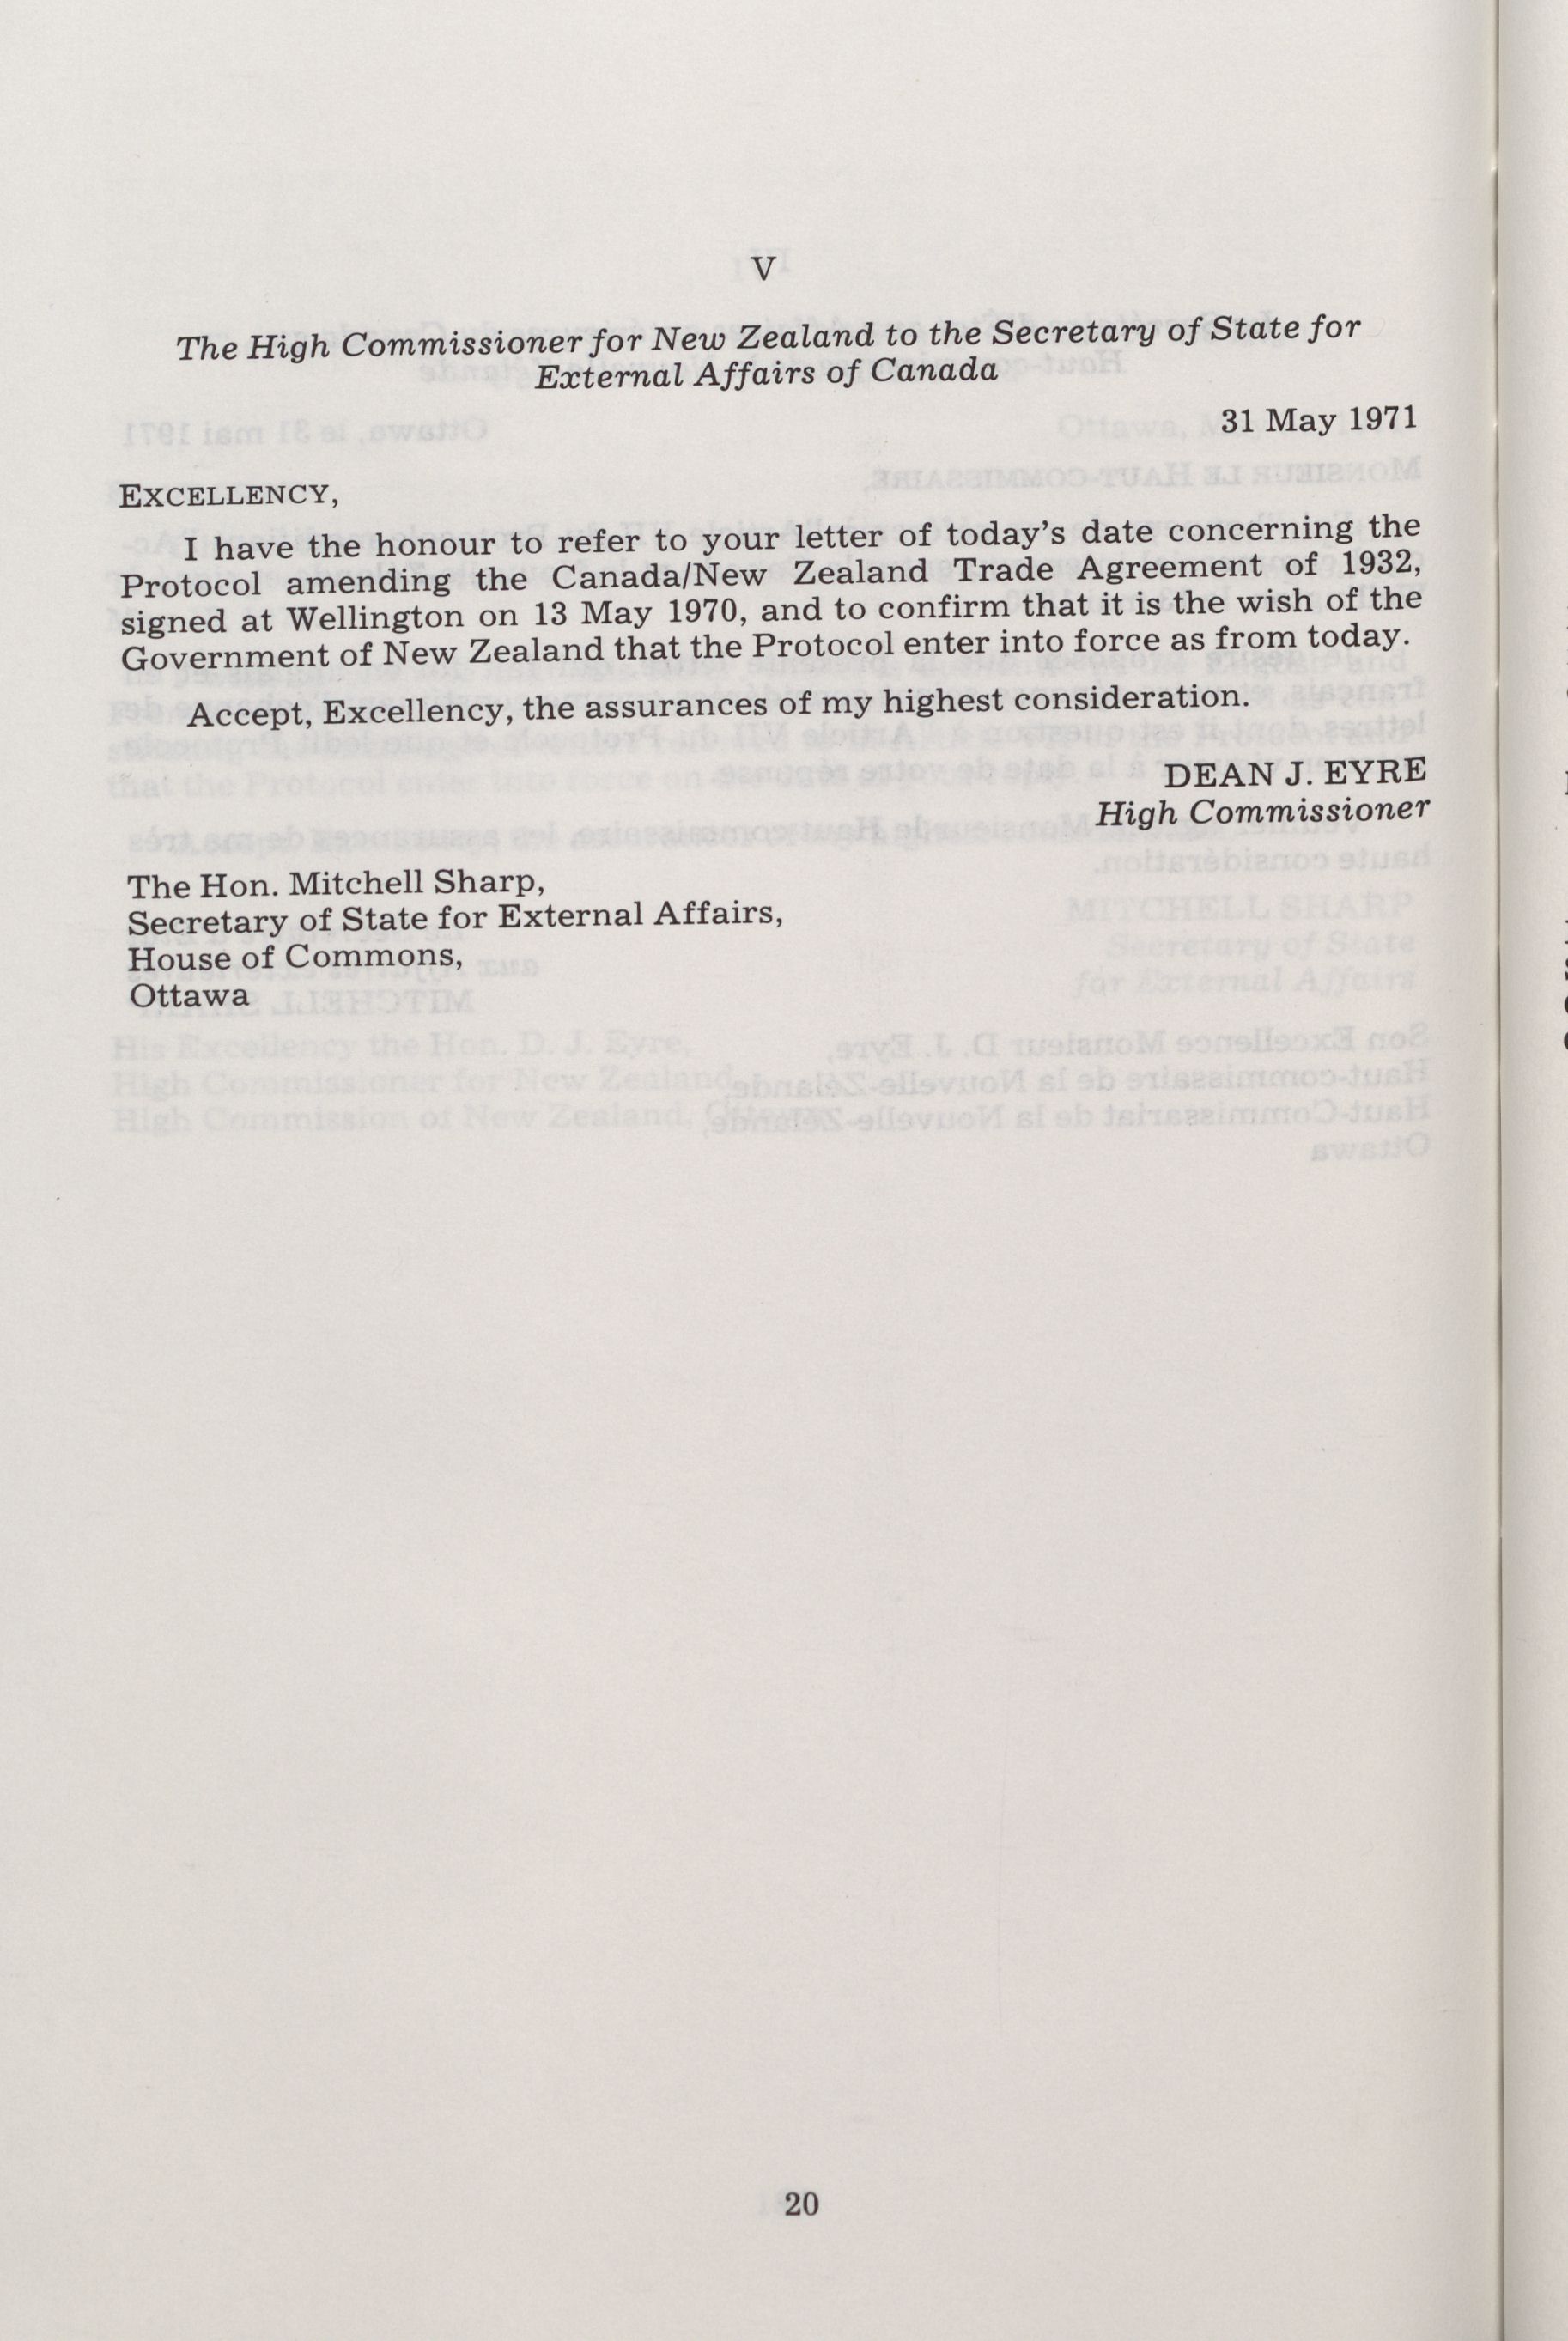 V
The High Commissioner for New Zealand to the Secretary of State for
External Affairs of Canada
31 May 1971
EXCELLENCY,
I have the honour to refer to your letter of today's date concerning the
Protocol amending the Canada/New Zealand Trade Agreement of 1932,
signed at Wellington on 13 May 1970, and to confirm that it is the wish of the
Government of New Zealand that the Protocol enter into force as from today.
Accept, Excellency, the assurances of my highest consideration.
DEAN J. EYRE
High Commissioner
The Hon. Mitchell Sharp,
Secretary of State for External Affairs,
House of Commons,
Ottawa
20